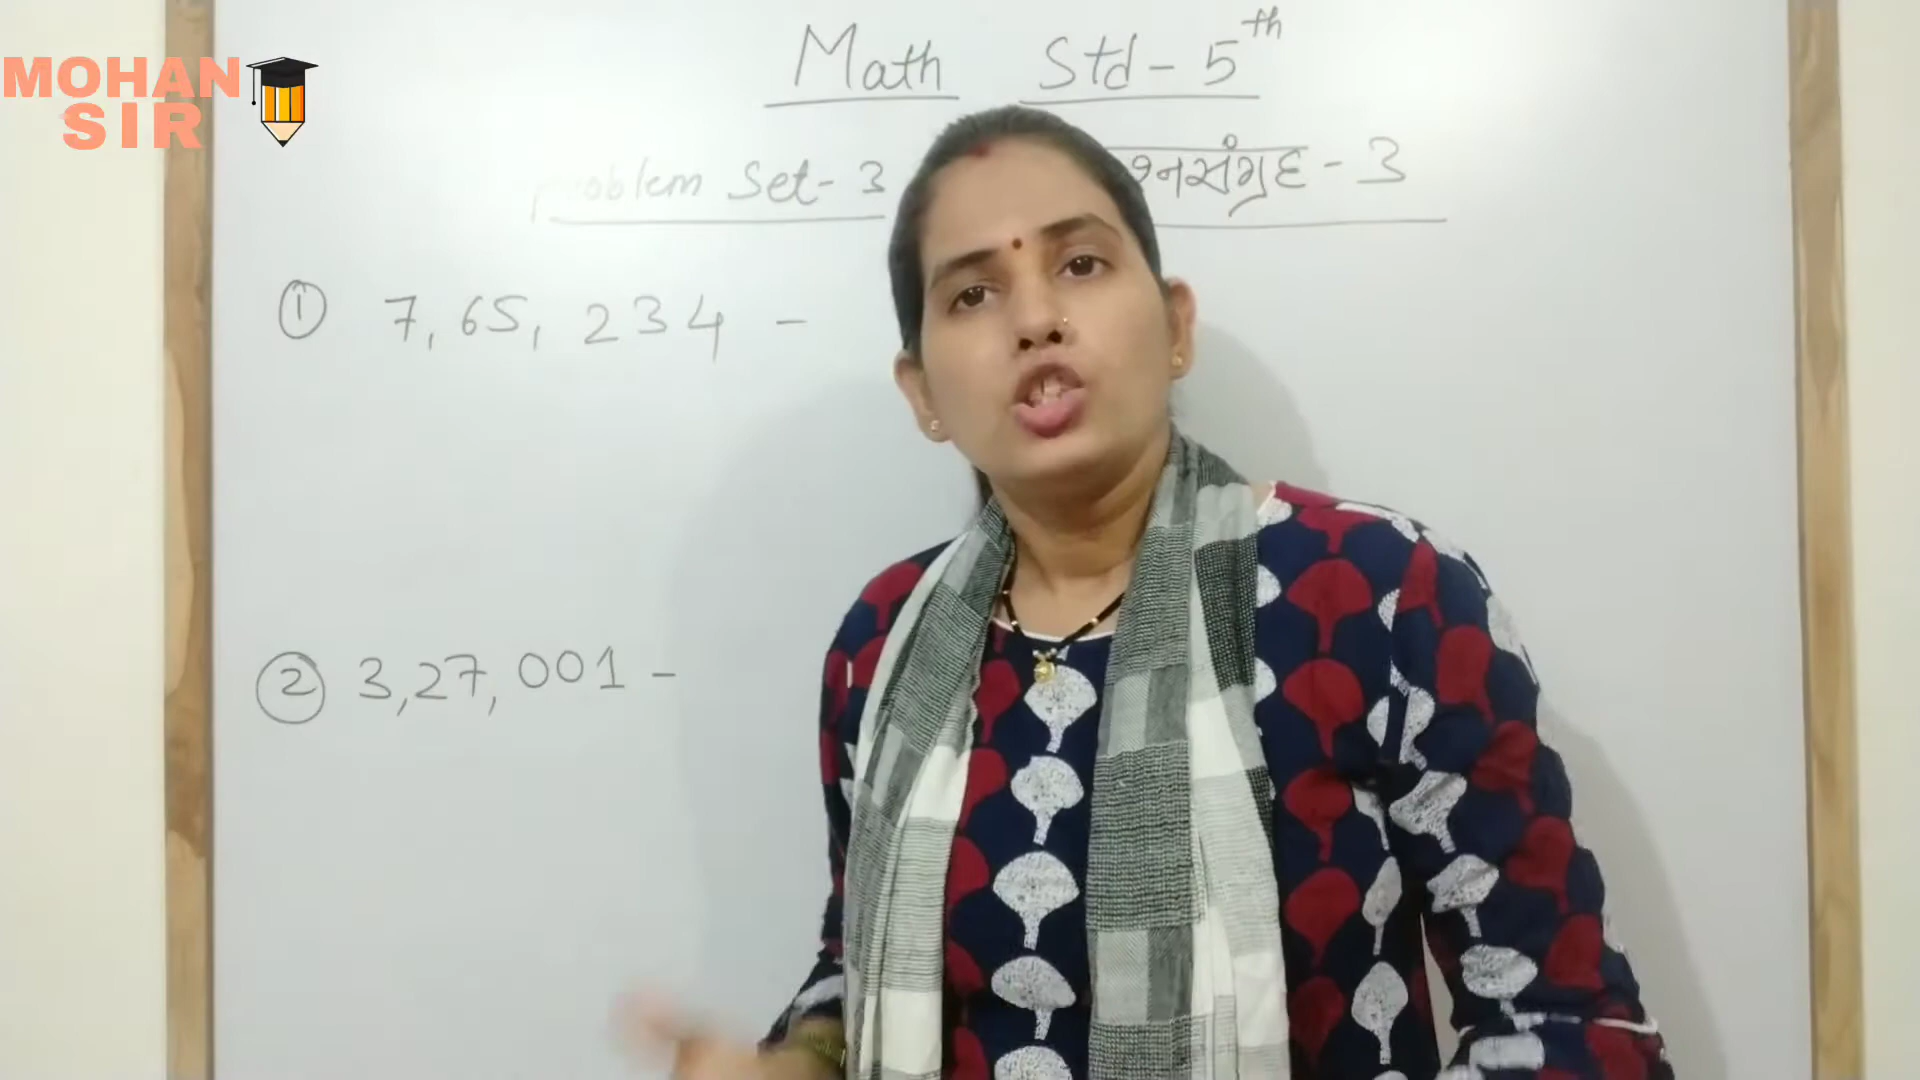 MOHAN
SIR
Math Std - 5th
problem Set - 3 नसंग्रह - 3
① 7,65,234 -
② 3,27,001 -